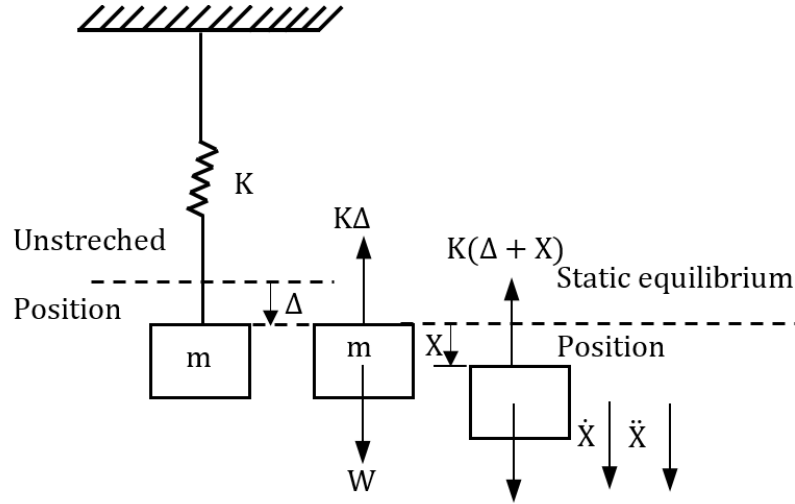 K
Unstreched
KΔ
K(Δ + X)
Static equilibrium
Position
Δ
m
m
X
Position
Ẋ Ẍ
W